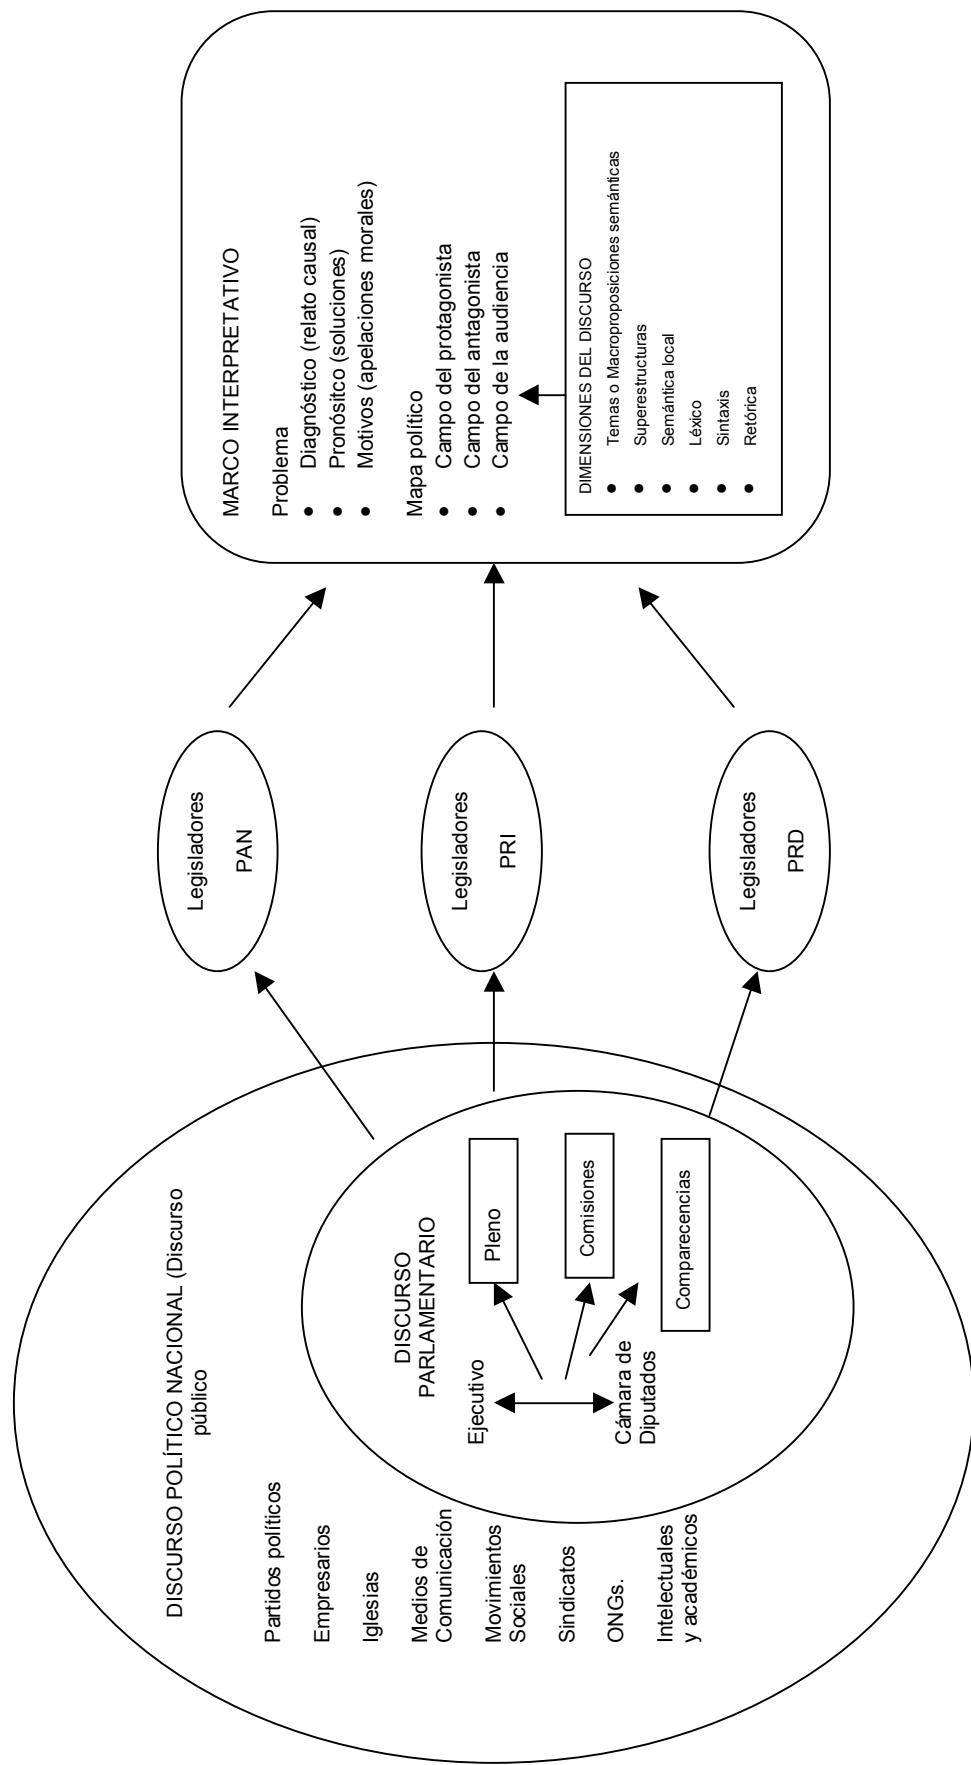 DISCURSO POLÍTICO NACIONAL (Discurso
público
Partidos políticos
Empresarios
Iglesias
Medios de
Comunicación
Movimientos
Sociales
Sindicatos
ONGs.
Intelectuales
y académicos
DISCURSO
PARLAMENTARIO
Ejecutivo
Cámara de
Diputados
Pleno
Comisiones
Comparecencias
Legisladores
PAN
Legisladores
PRI
Legisladores
PRD
MARCO INTERPRETATIVO
Problema
• Diagnóstico (relato causal)
• Pronósitco (soluciones)
• Motivos (apelaciones morales)
Mapa político
• Campo del protagonista
• Campo del antagonista
• Campo de la audiencia
DIMENSIONES DEL DISCURSO
• Temas o Macroproposiciones semánticas
• Superestructuras
• Semántica local
• Léxico
• Sintaxis
• Retórica